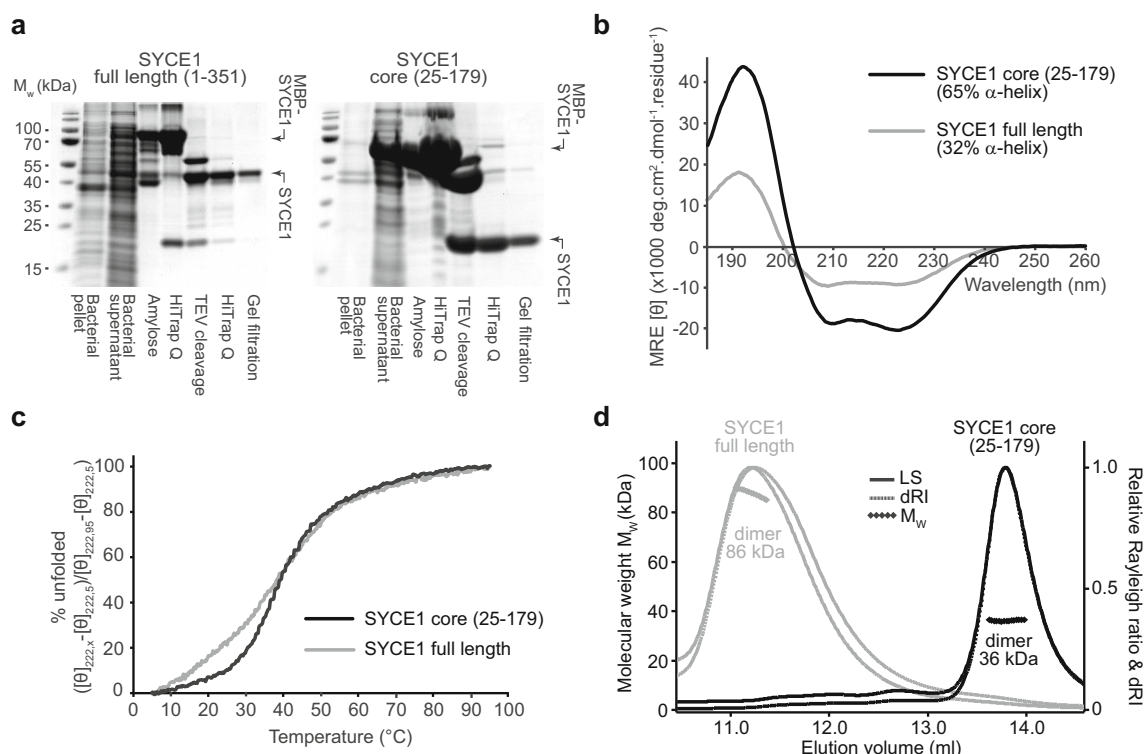 a
SYCE1
full length (1-351)
SYCE1
core (25-179)
Mw (kDa)
100
70
55
40
35
25
15
MBP-
SYCE1
SYCE1
MBP-
SYCE1
SYCE1
Bacterial
pellet
Bacterial
supernatant
Amylose
HiTrap Q
TEV cleavage
HiTrap Q
Gel filtration
Bacterial
pellet
Bacterial
supernatant
Amylose
HiTrap Q
TEV cleavage
HiTrap Q
Gel filtration
b
MRE [θ] (x1000 deg.cm².dmol⁻¹.residue⁻¹)
40
30
20
10
0
-10
-20
190 200 210 220 230 240 250 260
Wavelength (nm)
SYCE1 core (25-179)
(65% α-helix)
SYCE1 full length
(32% α-helix)
c
% unfolded
([θ]222,x-[θ]222,5)/[θ]222,95-[θ]222,5)
100
80
60
40
20
0
0 10 20 30 40 50 60 70 80 90 100
Temperature (°C)
SYCE1 core (25-179)
SYCE1 full length
d
SYCE1
full length
SYCE1 core
(25-179)
Molecular weight Mw (kDa)
100
80
60
40
20
0
LS
dRI
Mw
dimer
86 kDa
dimer
36 kDa
1.0
0.5
0
Relative Rayleigh ratio & dRI
11.0 12.0 13.0 14.0
Elution volume (ml)